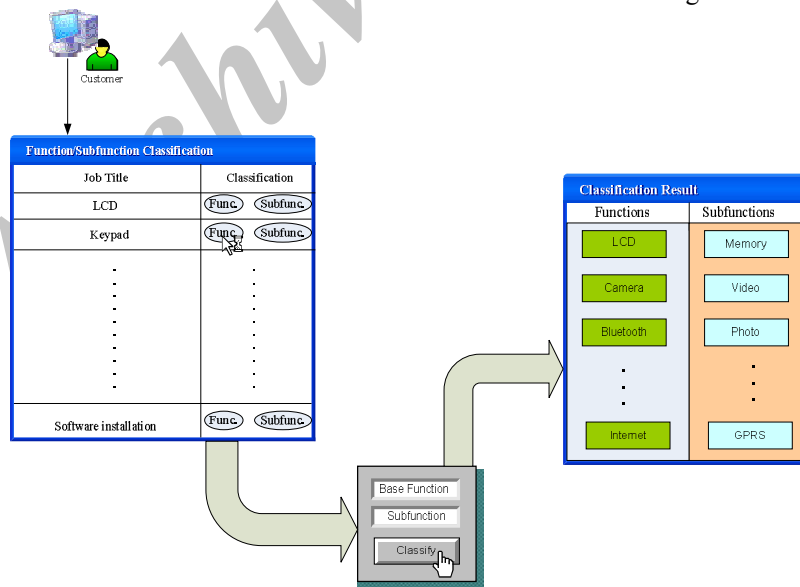 g
Customer
Function/Subfunction Classification
Job Title Classification
LCD Func. Subfunc.
Keypad Func. Subfunc.
Software installation Func. Subfunc.
Base Function
Subfunction
Classify
Classification Result
Functions Subfunctions
LCD Memory
Camera Video
Bluetooth Photo
Internet GPRS